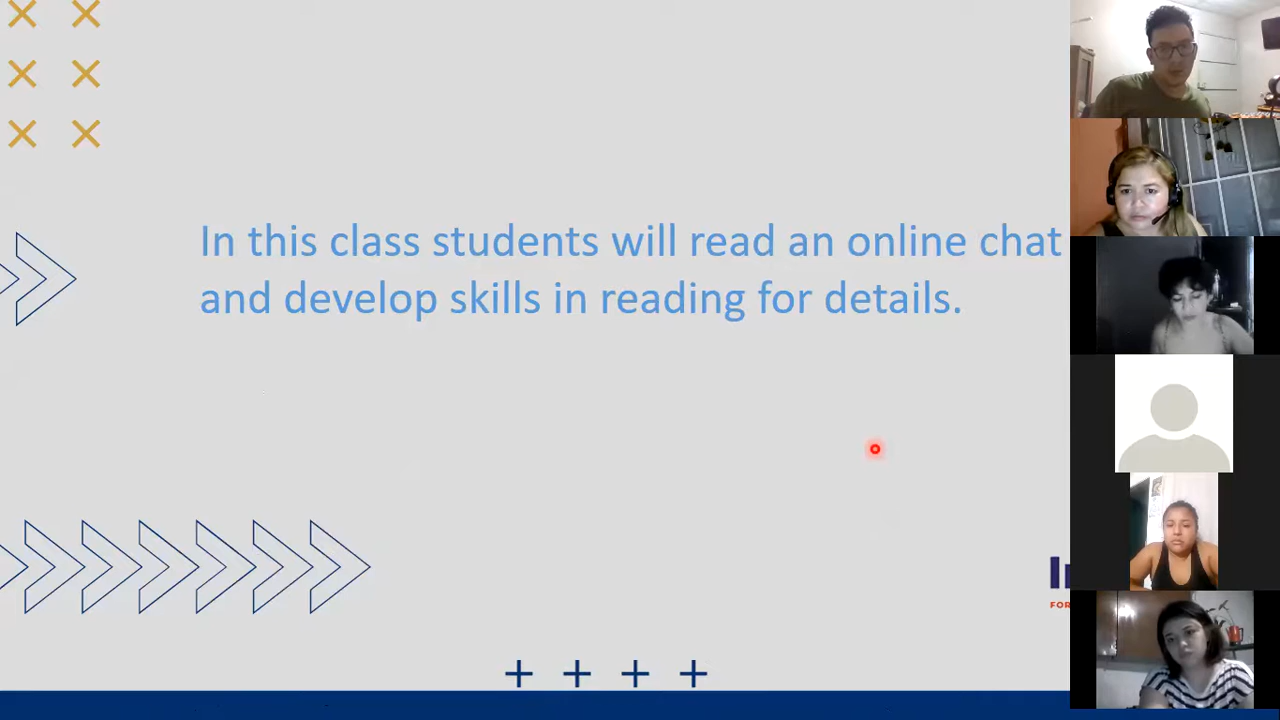 In this class students will read an online chat
and develop skills in reading for details.